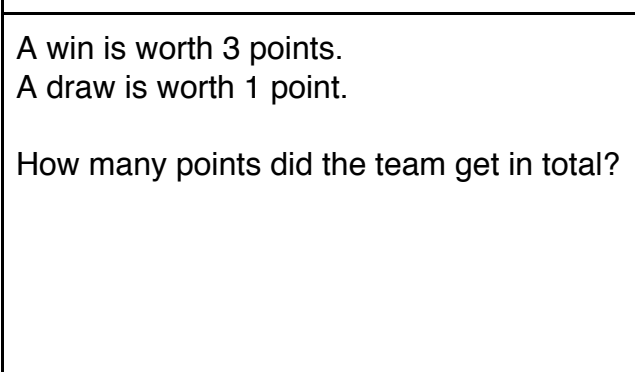 A win is worth 3 points.
A draw is worth 1 point.
How many points did the team get in total?